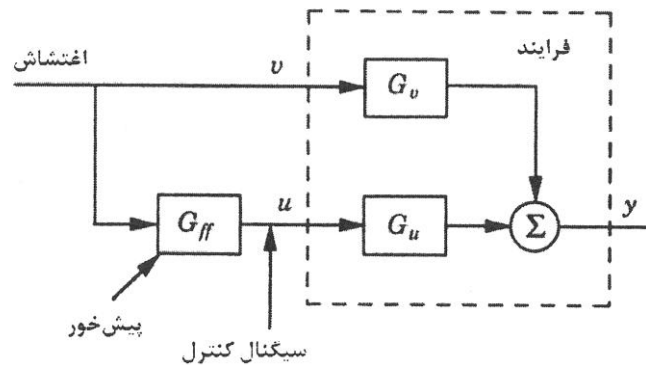 فرایند
اغتشاش
v
G_v
G_ff
u
G_u
Σ
y
پیش‌خور
سیگنال کنترل